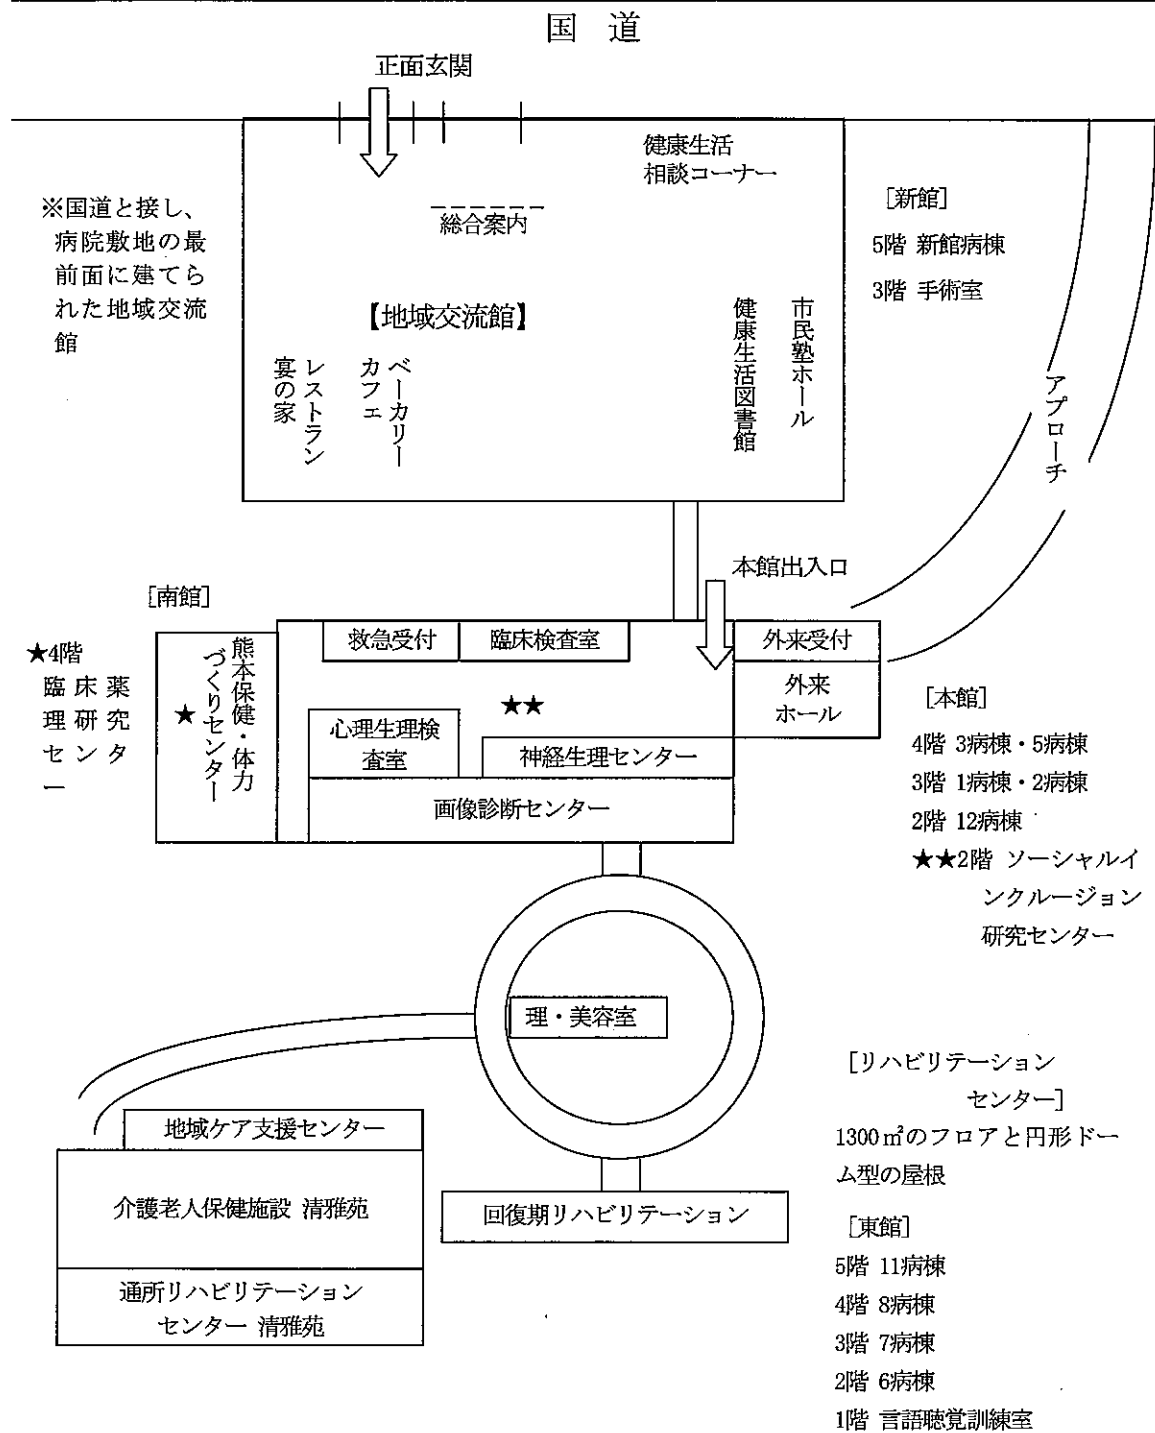 国 道
正面玄関
健康生活
相談コーナー
※国道と接し、
病院敷地の最
前面に建てら
れた地域交流
館
総合案内
[新館]
5階 新館病棟
3階 手術室
【地域交流館】
レストラン
宴の家
ベーカリー
カフェ
健康生活図書館
市民塾ホール
アプローチ
本館出入口
[南館]
★4階
臨床薬
理研究
センタ
ー
熊本保健・体力
づくりセンター
★
救急受付
臨床検査室
外来受付
外来
ホール
★★
心理生理検
査室
神経生理センター
画像診断センター
[本館]
4階 3病棟・5病棟
3階 1病棟・2病棟
2階 12病棟
★★2階 ソーシャルイ
ンクルージョン
研究センター
理・美容室
[リハビリテーション
センター]
1300㎡のフロアと円形ドー
ム型の屋根
地域ケア支援センター
介護老人保健施設 清雅苑
通所リハビリテーション
センター 清雅苑
回復期リハビリテーション
[東館]
5階 11病棟
4階 8病棟
3階 7病棟
2階 6病棟
1階 言語聴覚訓練室